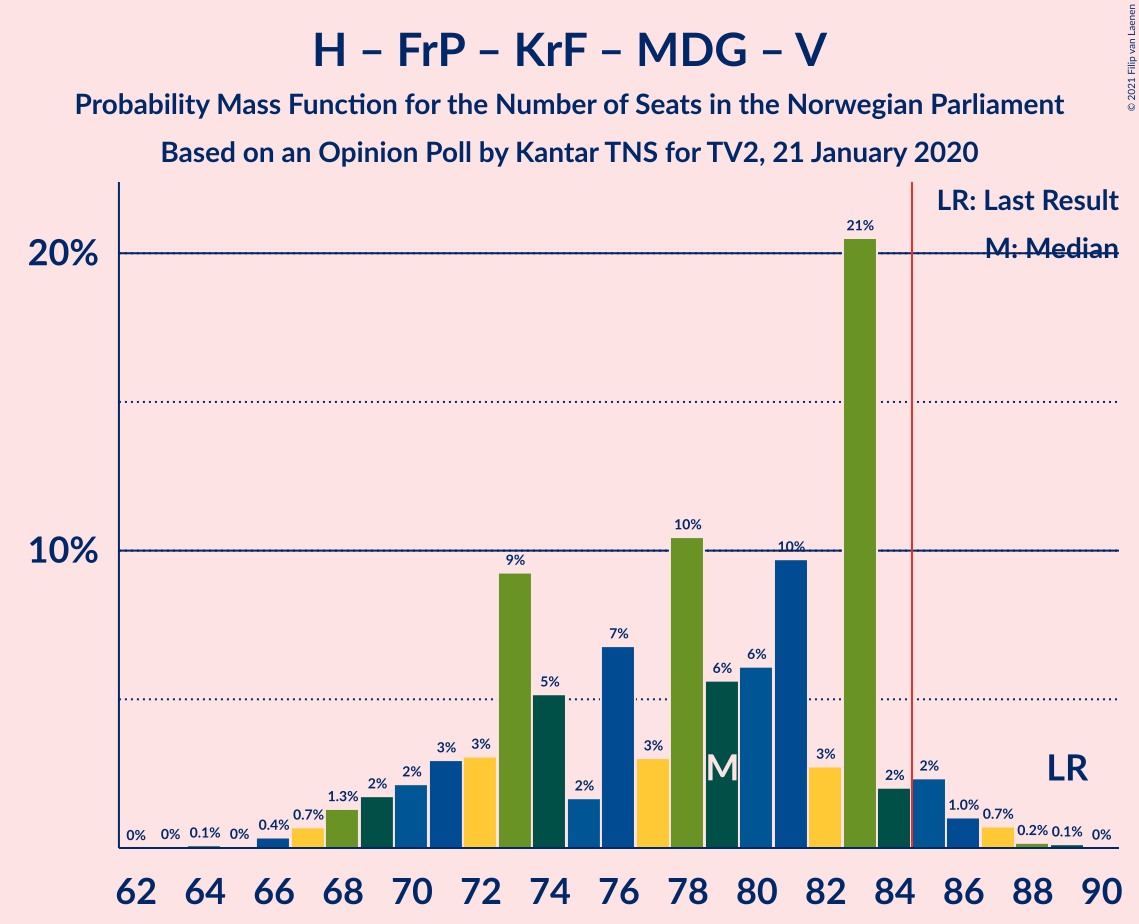 H – FrP – KrF – MDG – V
Probability Mass Function for the Number of Seats in the Norwegian Parliament
Based on an Opinion Poll by Kantar TNS for TV2, 21 January 2020
© 2021 Filip van Laenen
LR: Last Result
M: Median
20%
10%
0% 0% 0.1% 0% 0.4% 0.7% 1.3% 2% 2% 3% 3% 9% 5% 2% 7% 3% 10% 6% 6% 10% 3% 21% 2% 2% 1.0% 0.7% 0.2% 0.1% 0%
M
LR
62 64 66 68 70 72 74 76 78 80 82 84 86 88 90